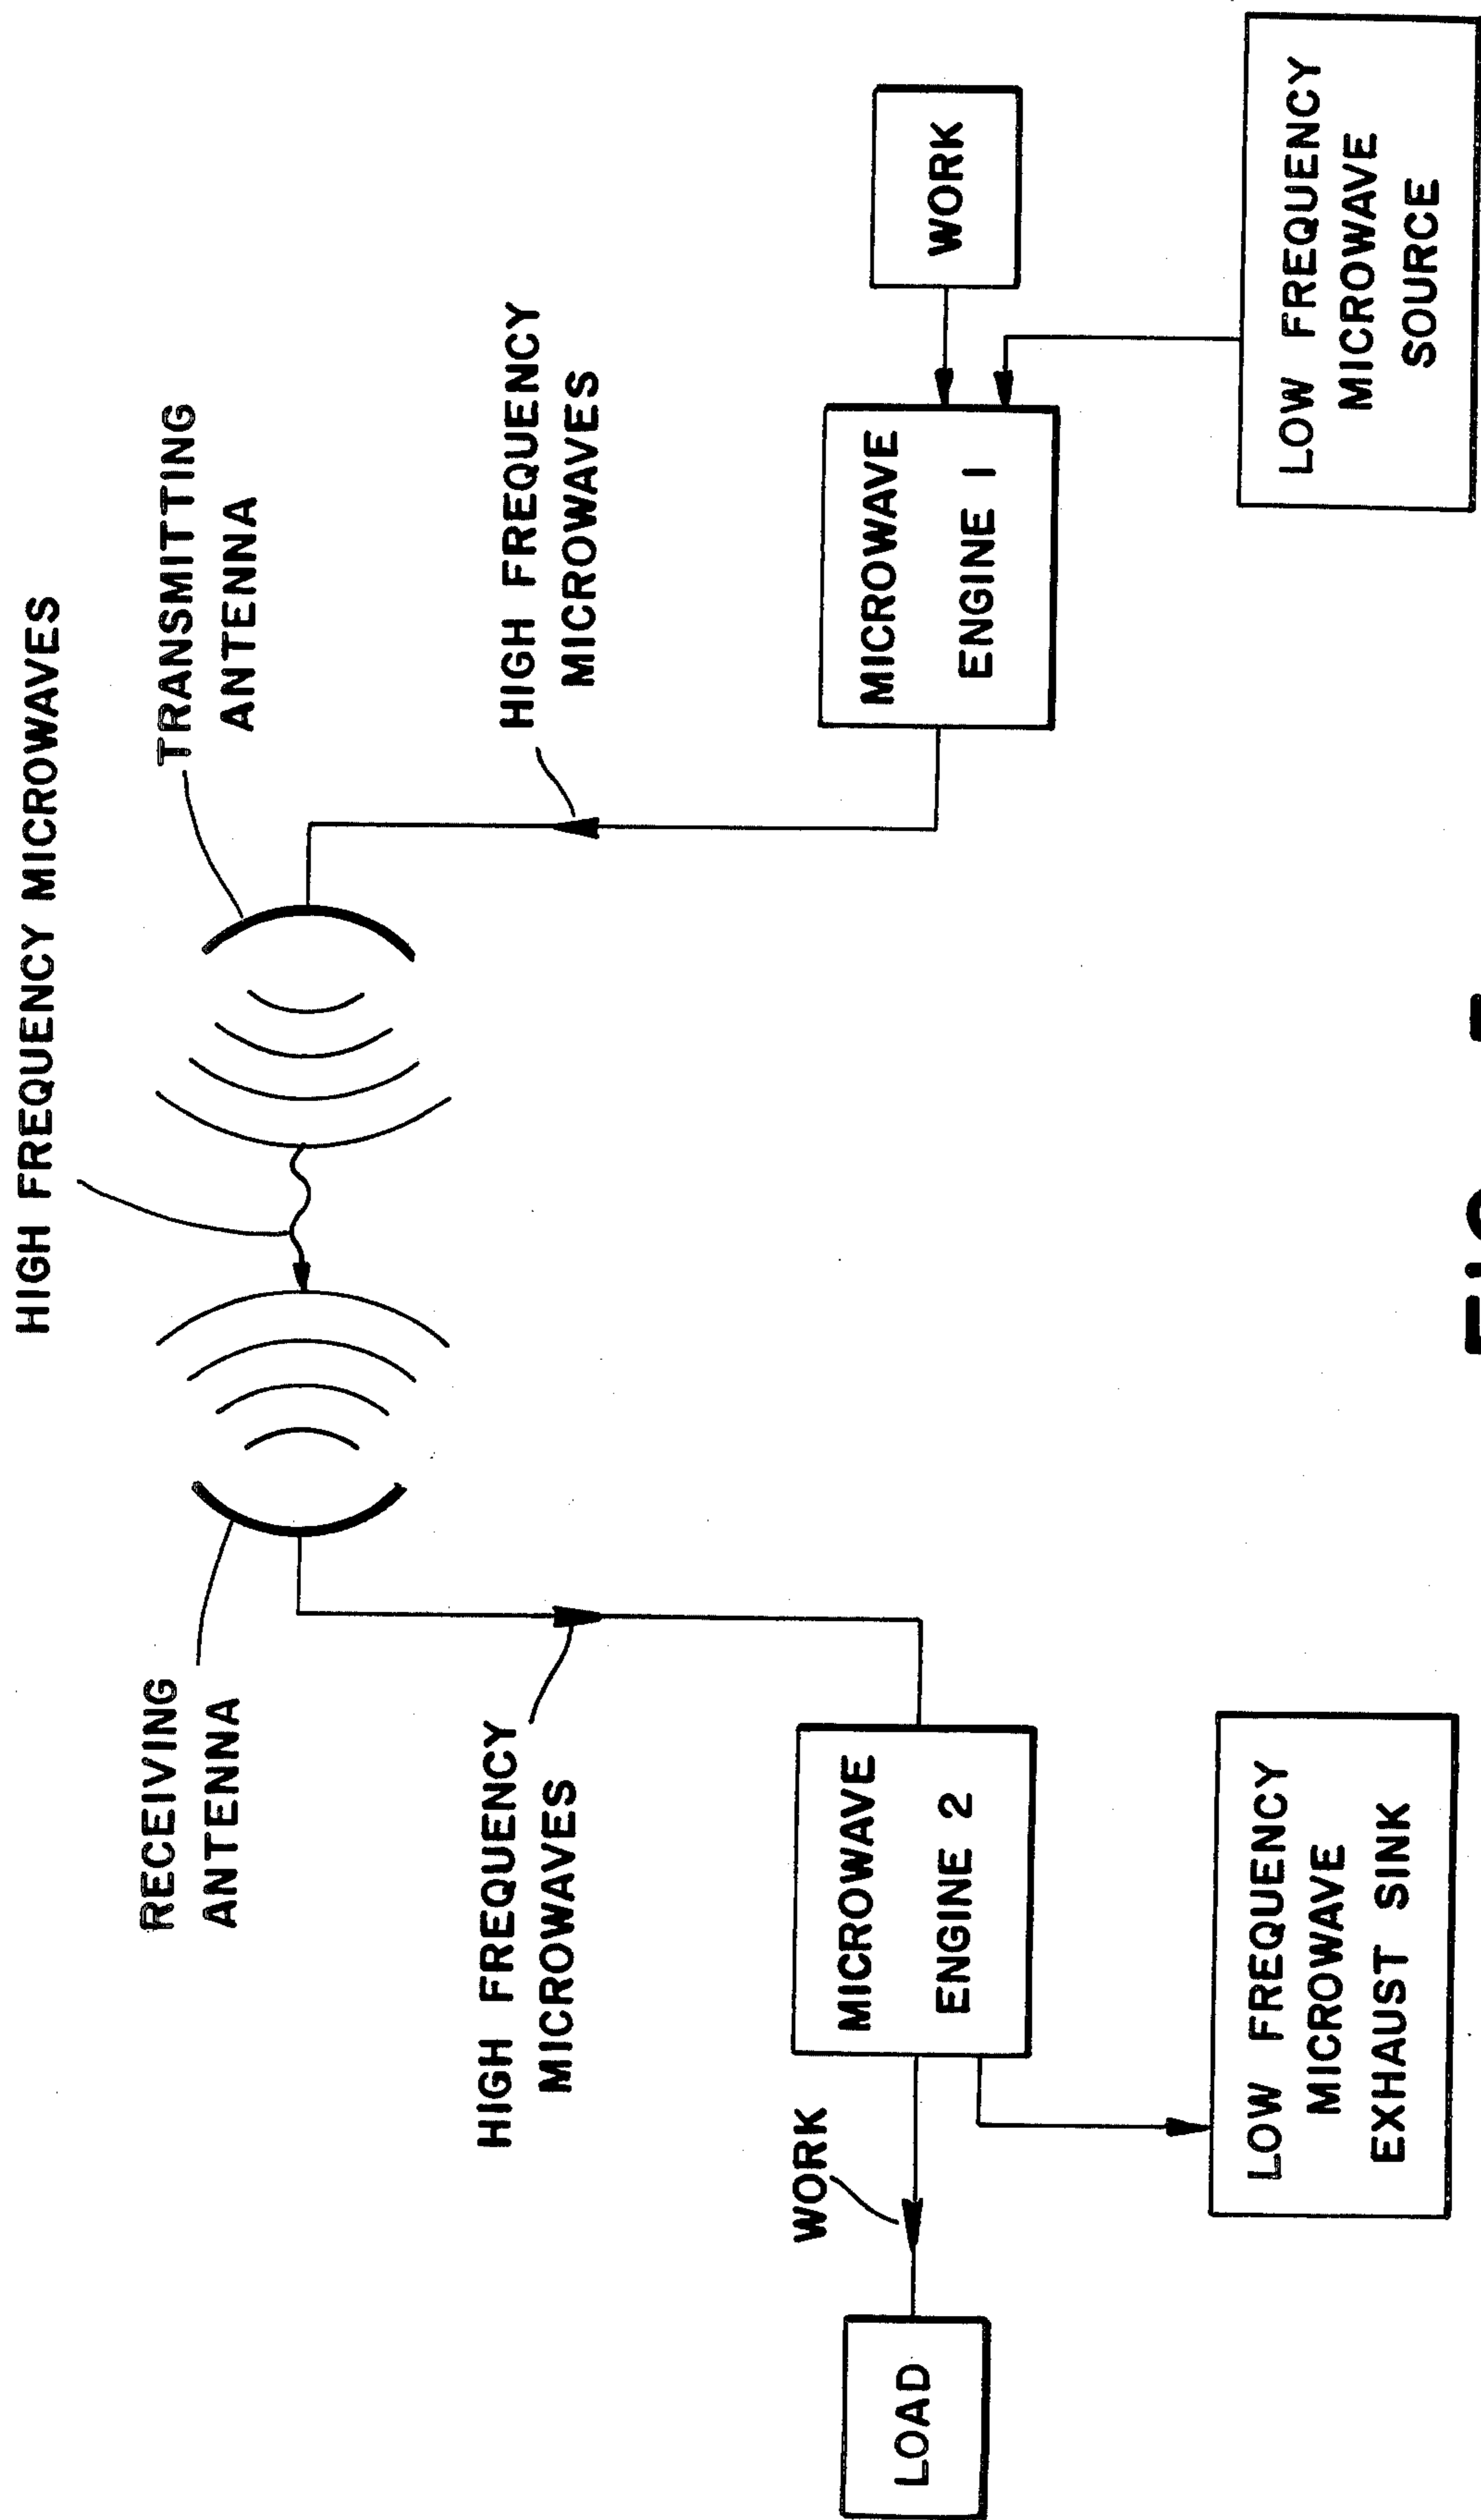 HIGH FREQUENCY MICROWAVES
RECEIVING
ANTENNA
TRANSMITTING
ANTENNA
HIGH FREQUENCY
MICROWAVES
HIGH FREQUENCY
MICROWAVES
WORK
LOAD
MICROWAVE
ENGINE 2
MICROWAVE
ENGINE 1
WORK
LOW FREQUENCY
MICROWAVE
EXHAUST SINK
LOW FREQUENCY
MICROWAVE
SOURCE